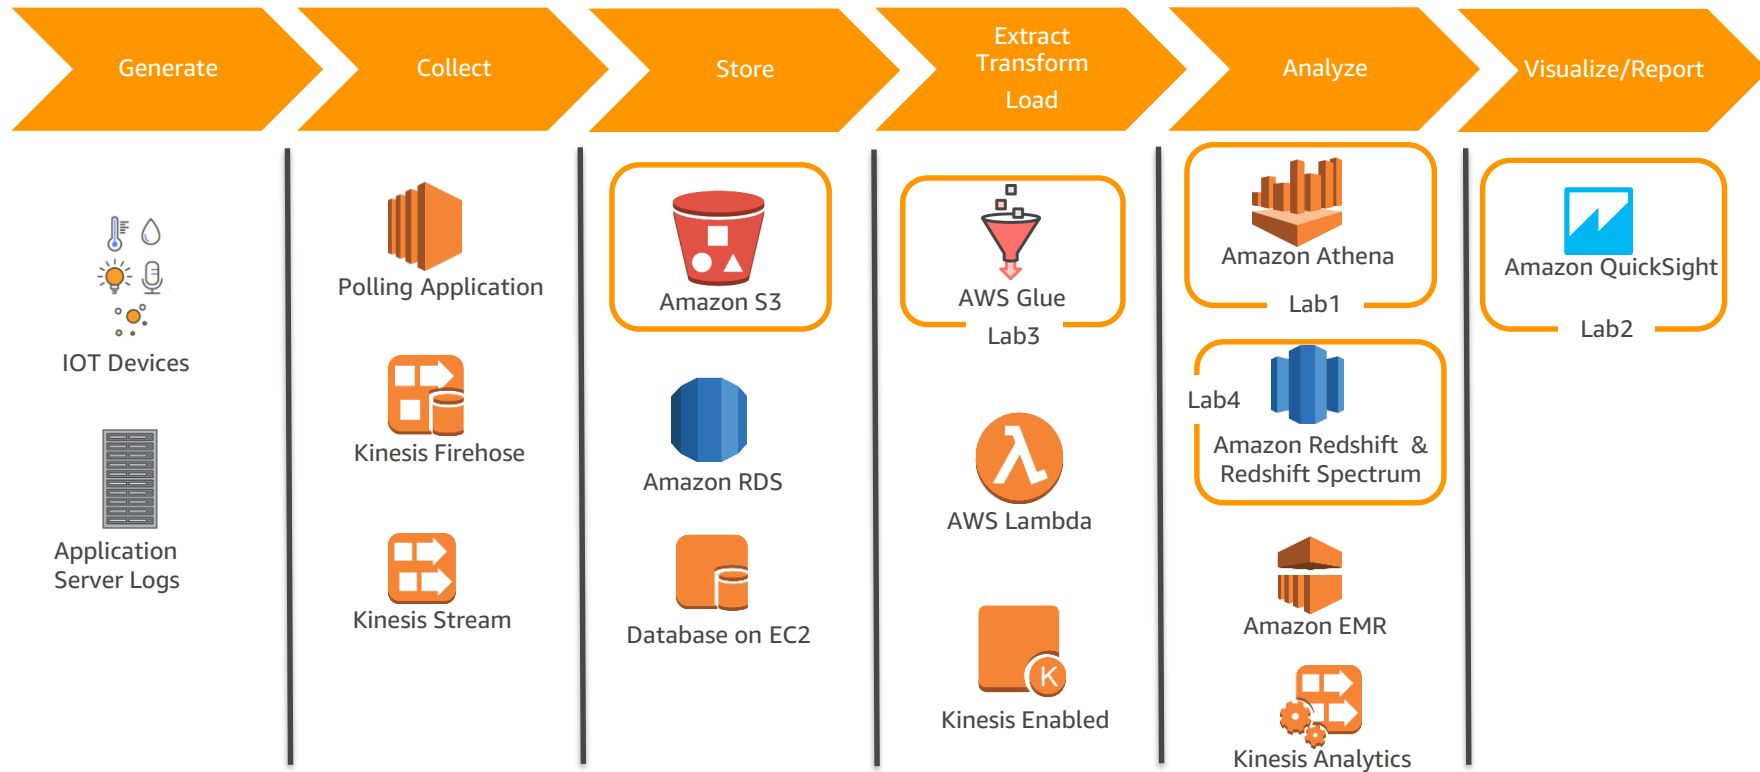 Generate
Collect
Store
Extract
Transform
Load
Analyze
Visualize/Report
IOT Devices
Application
Server Logs
Polling Application
Kinesis Firehose
Kinesis Stream
Amazon S3
Amazon RDS
Database on EC2
AWS Glue
Lab3
AWS Lambda
K
Kinesis Enabled
Amazon Athena
Lab1
Lab4
Amazon Redshift &
Redshift Spectrum
Amazon EMR
Kinesis Analytics
Amazon QuickSight
Lab2